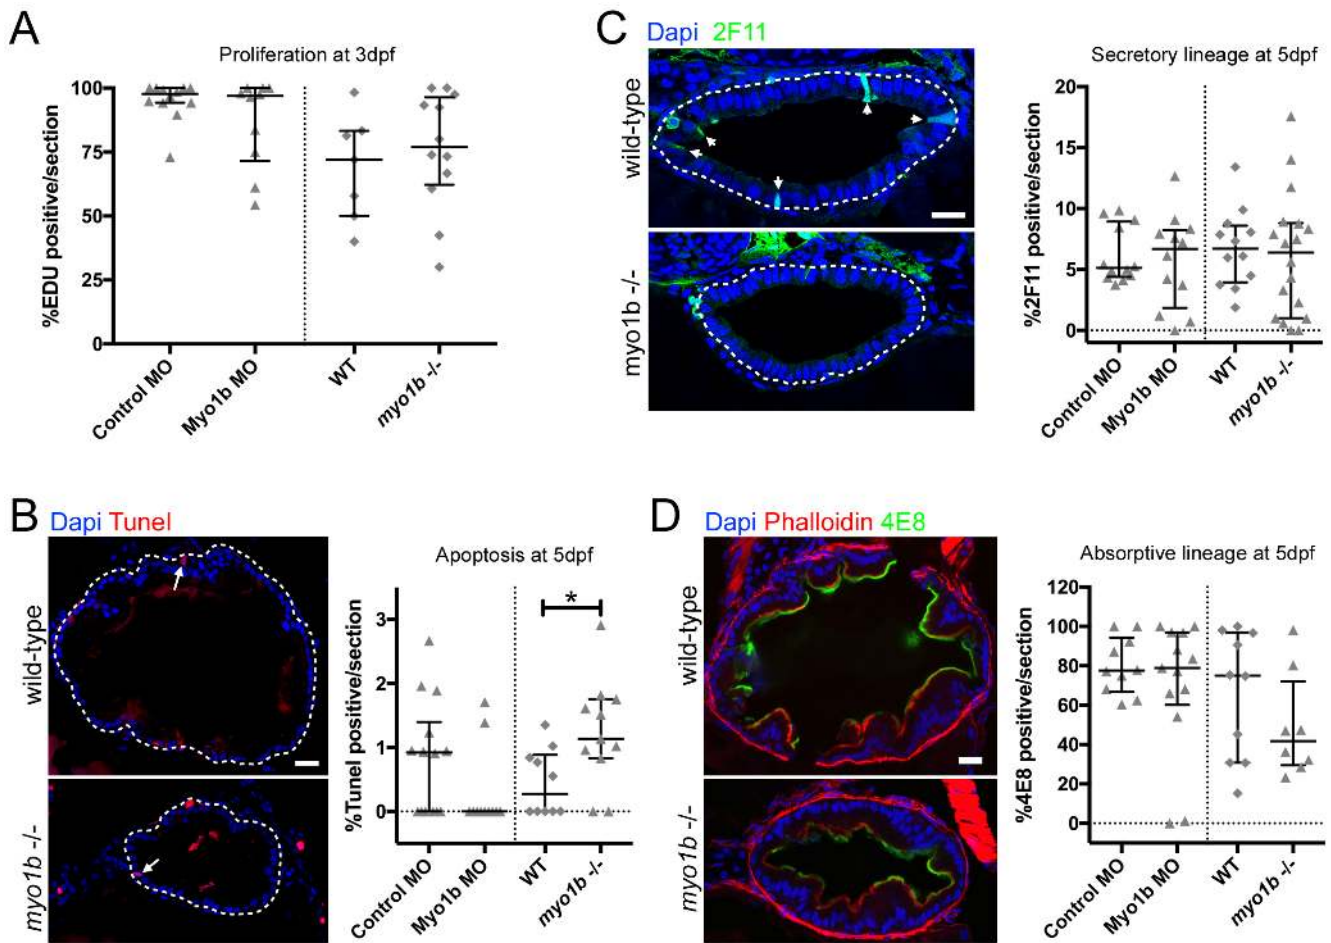 A
Proliferation at 3dpf
%EDU positive/section
100
75
50
25
0
Control MO
Myo1b MO
WT
myo1b -/-
C
Dapi 2F11
wild-type
myo1b -/-
Secretory lineage at 5dpf
%2F11 positive/section
20
15
10
5
0
Control MO
Myo1b MO
WT
myo1b -/-
B
Dapi Tunel
wild-type
myo1b -/-
Apoptosis at 5dpf
%Tunel positive/section
3
2
1
0
*
Control MO
Myo1b MO
WT
myo1b -/-
D
Dapi Phalloidin 4E8
wild-type
myo1b -/-
Absorptive lineage at 5dpf
%4E8 positive/section
120
100
80
60
40
20
0
Control MO
Myo1b MO
WT
myo1b -/-